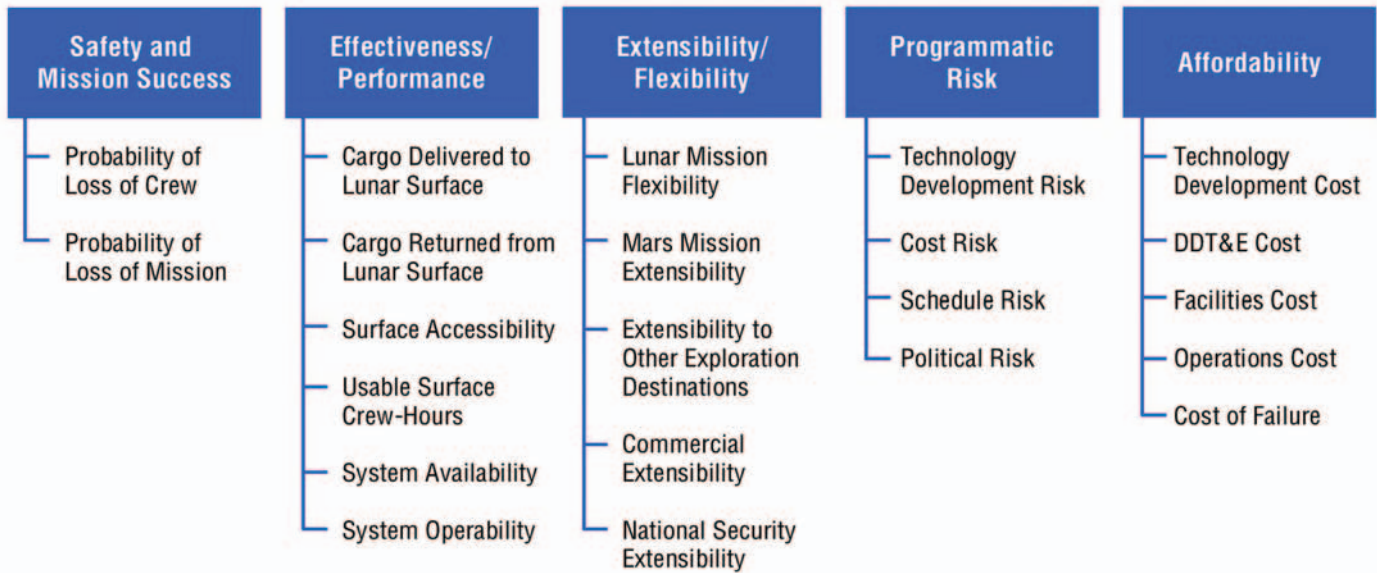 Safety and
Mission Success
Probability of
Loss of Crew
Probability of
Loss of Mission
Effectiveness/
Performance
Cargo Delivered to
Lunar Surface
Cargo Returned from
Lunar Surface
Surface Accessibility
Usable Surface
Crew-Hours
System Availability
System Operability
Extensibility/
Flexibility
Lunar Mission
Flexibility
Mars Mission
Extensibility
Extensibility to
Other Exploration
Destinations
Commercial
Extensibility
National Security
Extensibility
Programmatic
Risk
Technology
Development Risk
Cost Risk
Schedule Risk
Political Risk
Affordability
Technology
Development Cost
DDT&E Cost
Facilities Cost
Operations Cost
Cost of Failure